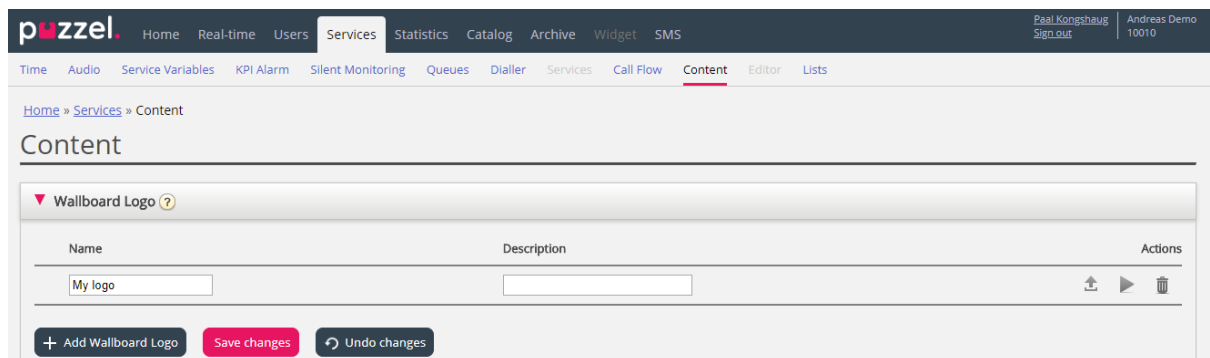 puzzel.
Home Real-time Users Services Statistics Catalog Archive Widget SMS
Paal Kongshaug
Sign out
Andreas Demo
10010
Time Audio Service Variables KPI Alarm Silent Monitoring Queues Dialler Services Call Flow Content Editor Lists
Home » Services » Content
Content
Wallboard Logo ?
Name Description Actions
My logo
+ Add Wallboard Logo Save changes Undo changes